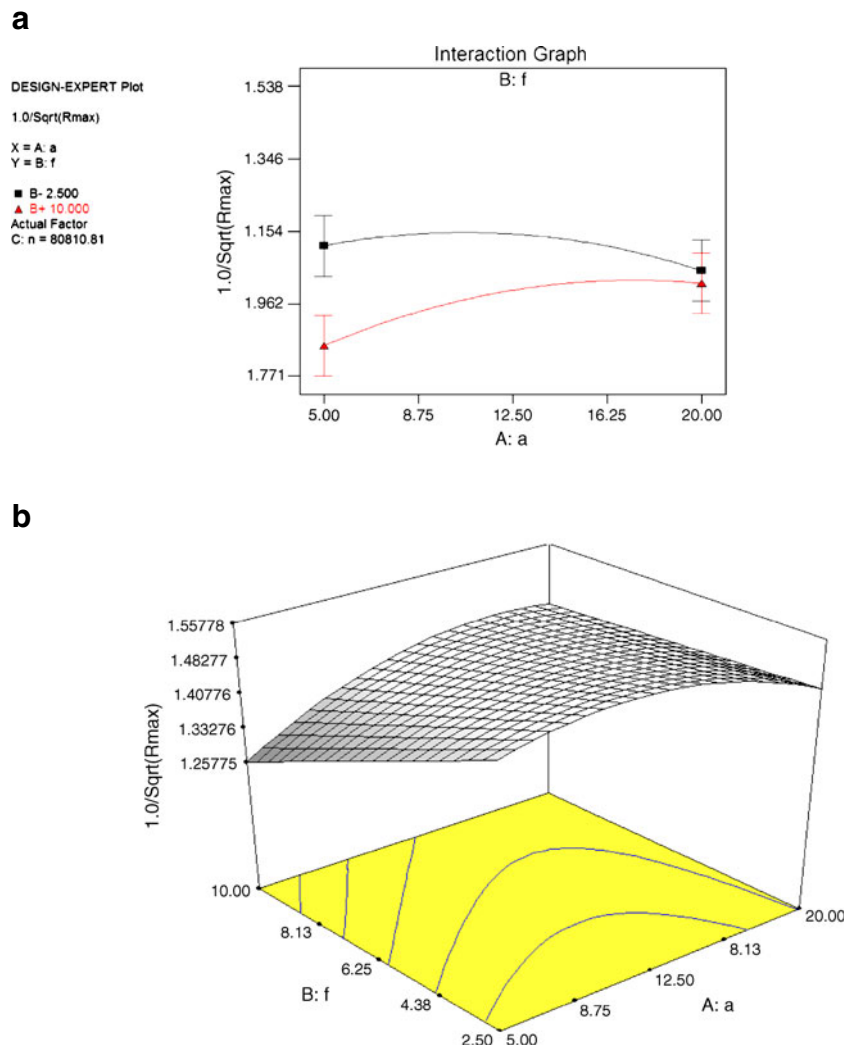 a
Interaction Graph
DESIGN-EXPERT Plot
1.0/Sqrt(Rmax)
X = A: a
Y = B: f
B- 2.500
B+ 10.000
Actual Factor
C: n = 80810.81
B: f
1.0/Sqrt(Rmax)
1.538
1.346
1.154
1.962
1.771
5.00 8.75 12.50 16.25 20.00
A: a
b
1.0/Sqrt(Rmax)
1.55778
1.48277
1.40776
1.33276
1.25775
10.00
8.13
6.25
4.38
2.50
B: f
5.00
8.75
12.50
8.13
20.00
A: a